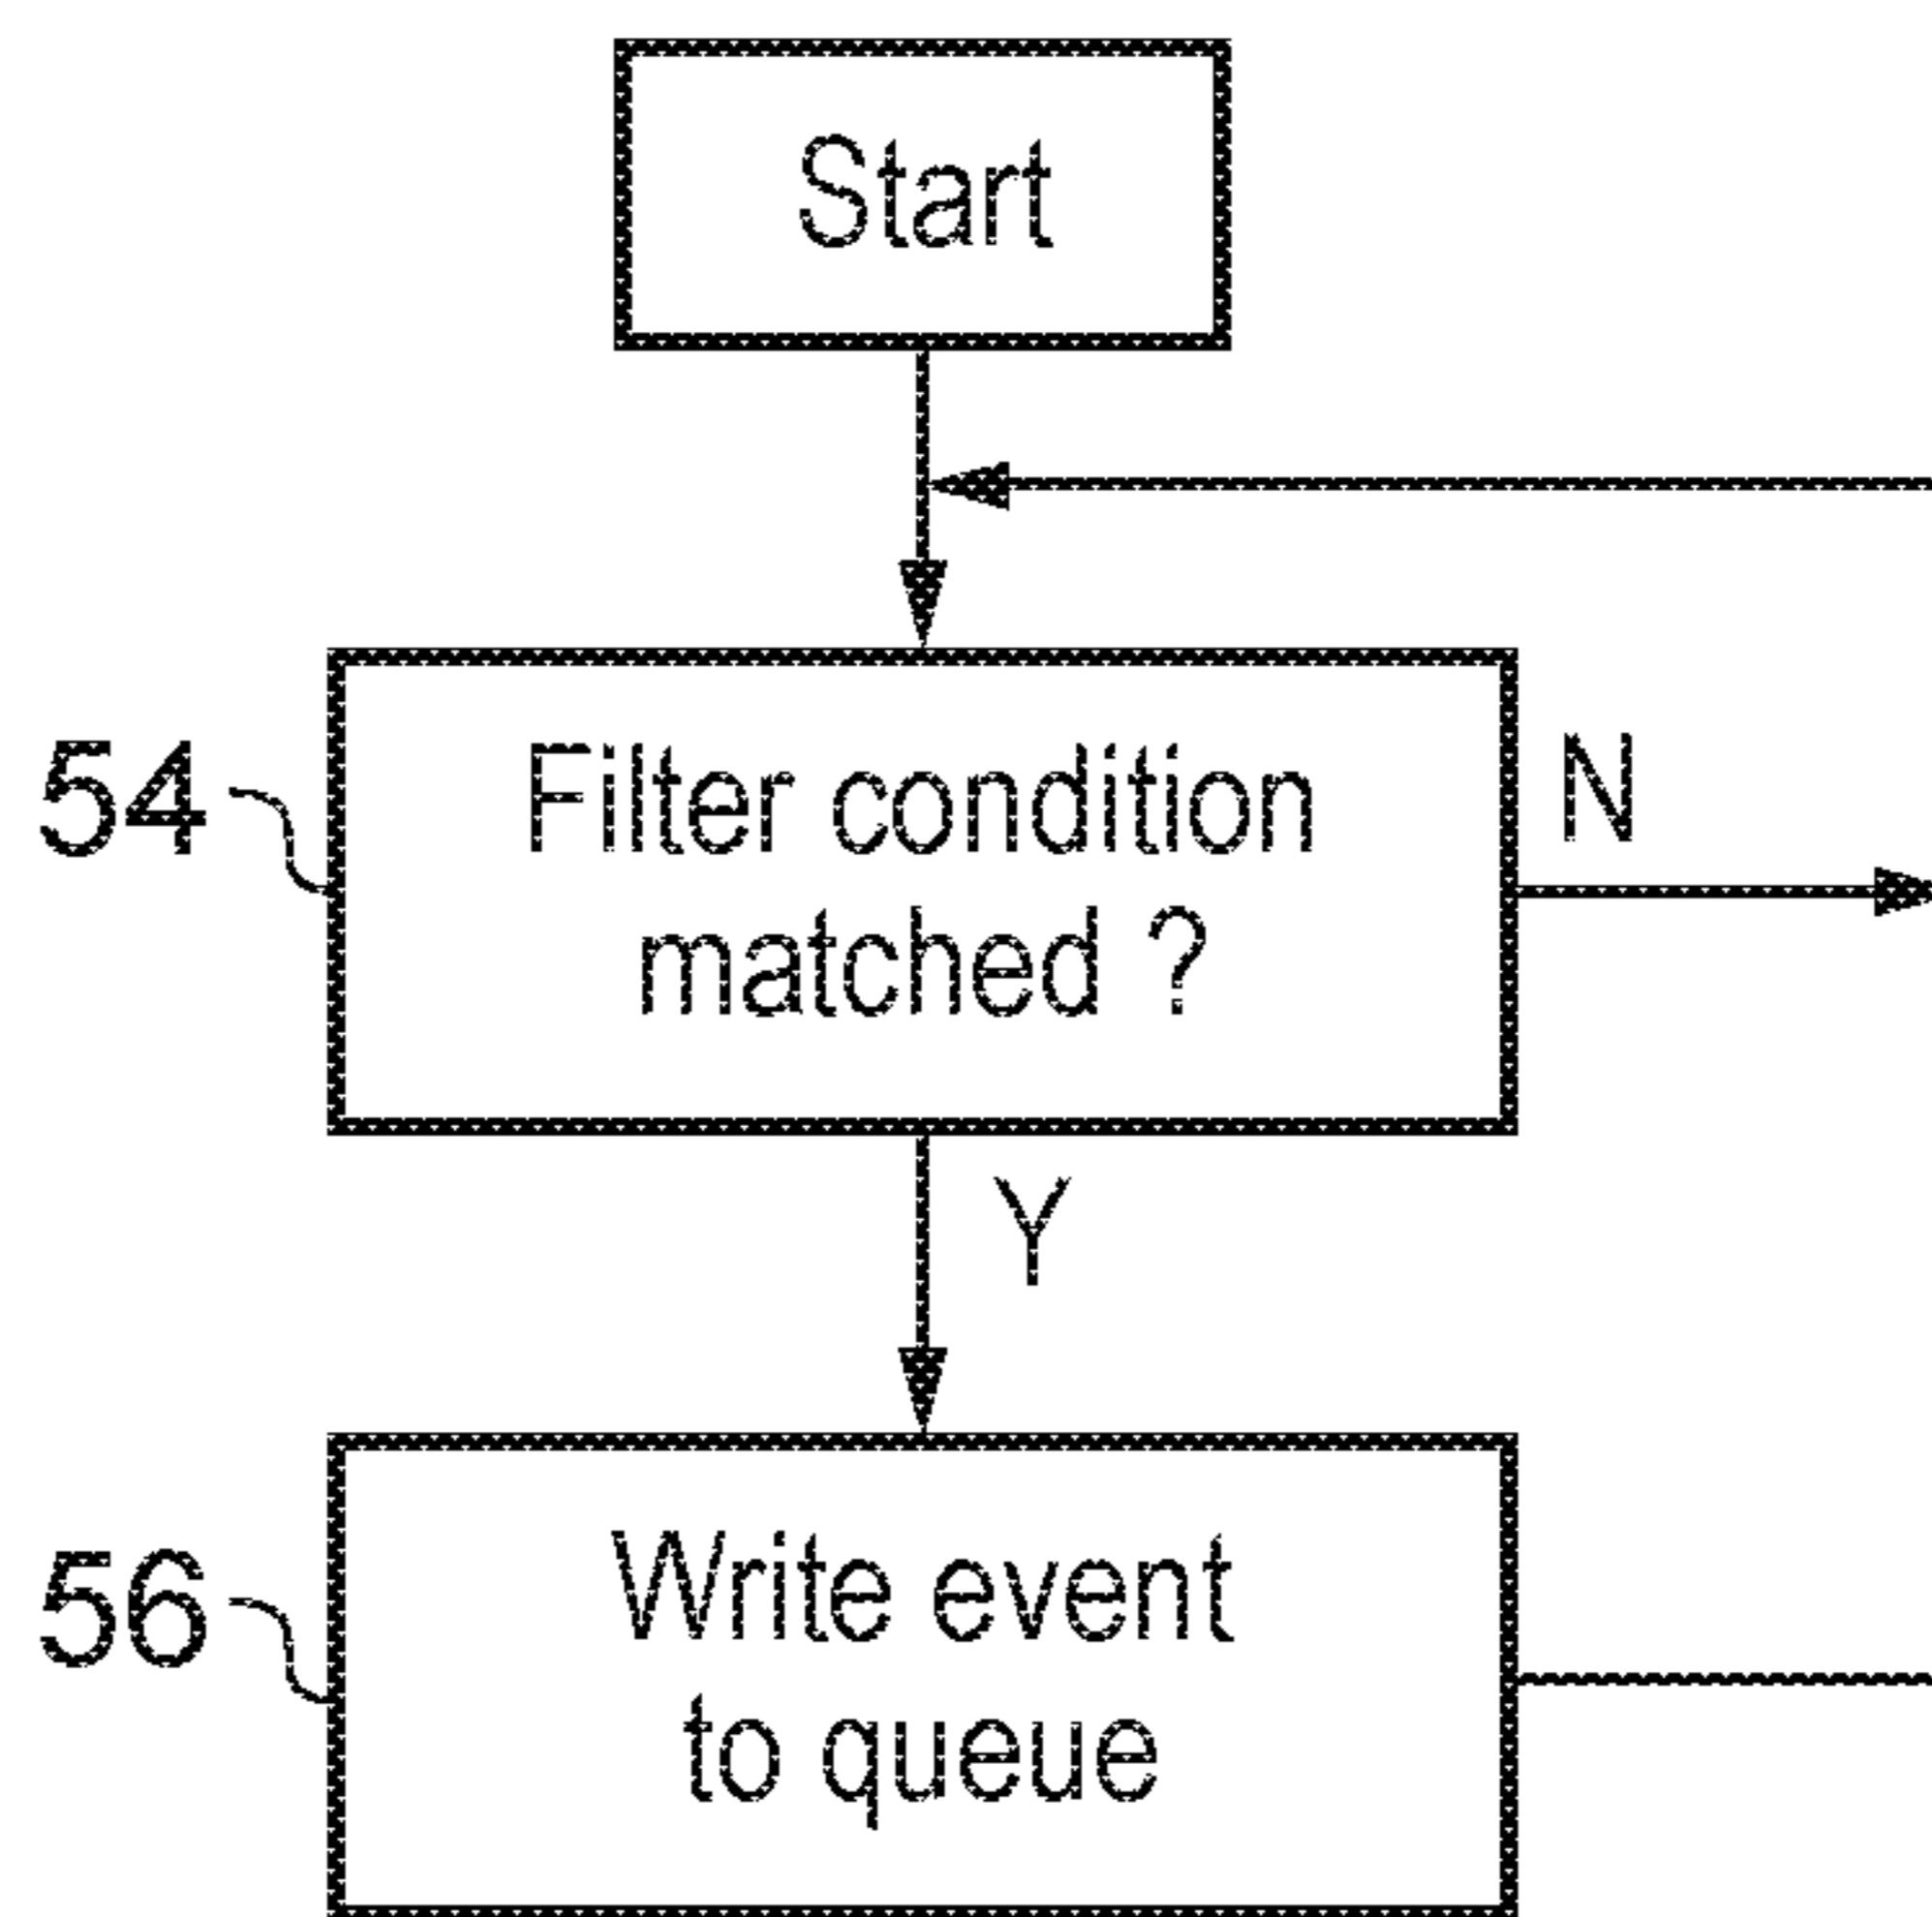 Start
54
Filter condition
matched ?
N
Y
56
Write event
to queue